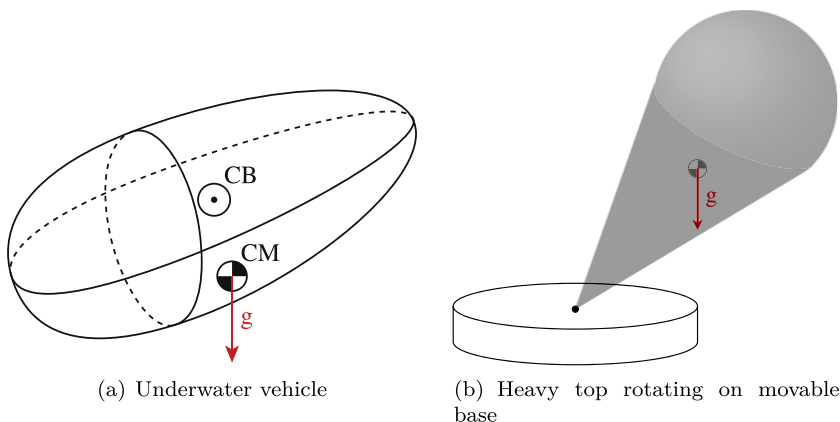 CB
CM
g
g
(a) Underwater vehicle
(b) Heavy top rotating on movable
base